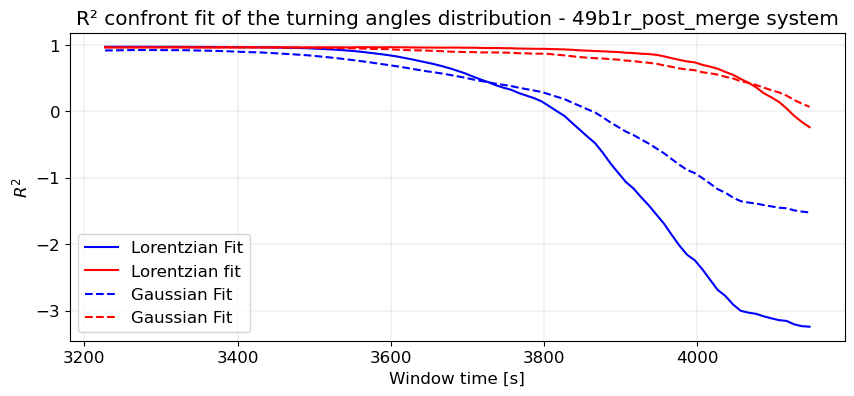 R² confront fit of the turning angles distribution - 49b1r_post_merge system
1
0
−1
−2
−3
R²
Lorentzian Fit
Lorentzian fit
Gaussian Fit
Gaussian Fit
3200
3400
3600
3800
4000
Window time [s]